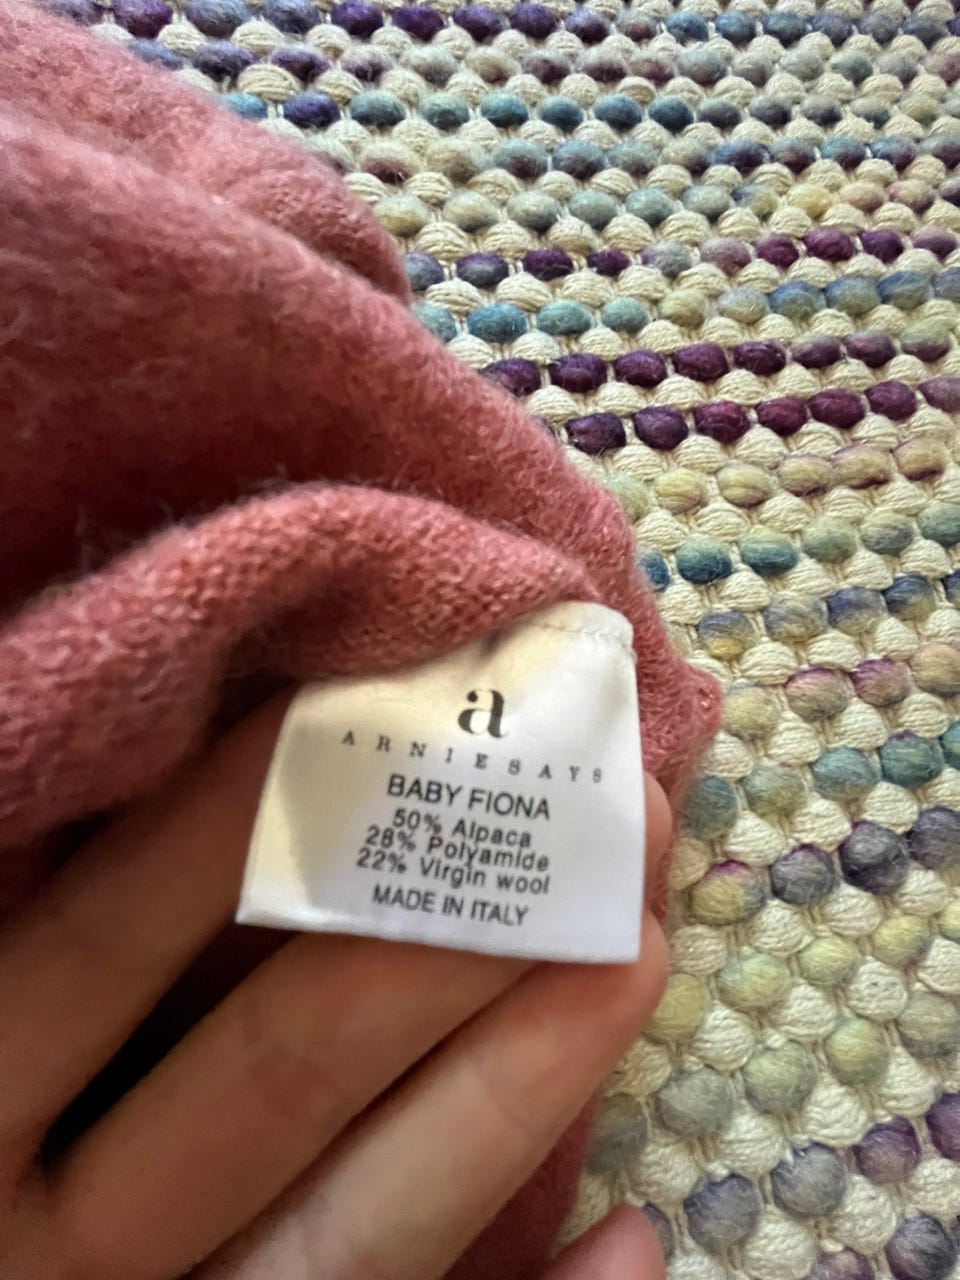 a
ARNIESAYS
BABY FIONA
50% Alpaca
28% Polyamide
22% Virgin wool
MADE IN ITALY